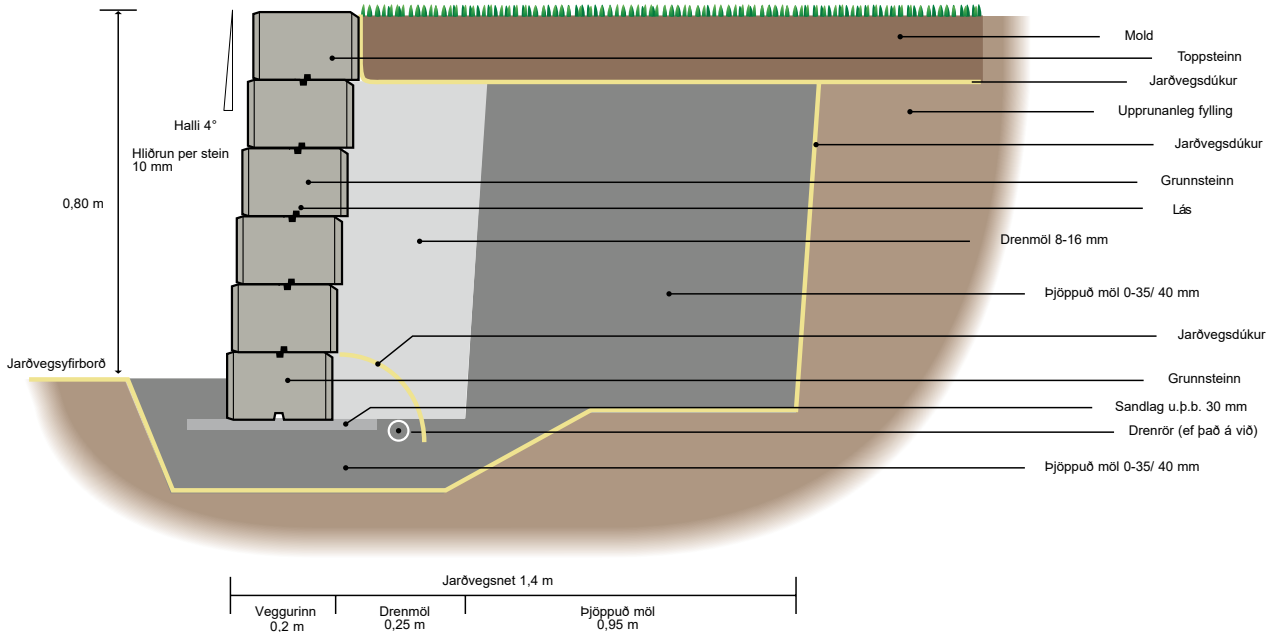 Mold
Toppsteinn
Jarðvegsdúkur
Upprunanleg fylling
Halli 4°
Jarðvegsdúkur
Hliðrun per stein
10 mm
Grunnsteinn
0,80 m
Lás
Drenmöl 8-16 mm
Þjöppuð möl 0-35/ 40 mm
Jarðvegsdúkur
Jarðvegsyfirborð
Grunnsteinn
Sandlag u.þ.b. 30 mm
Drenrör (ef það á við)
Þjöppuð möl 0-35/ 40 mm
Jarðvegsnet 1,4 m
Veggurinn
0,2 m
Drenmöl
0,25 m
Þjöppuð möl
0,95 m